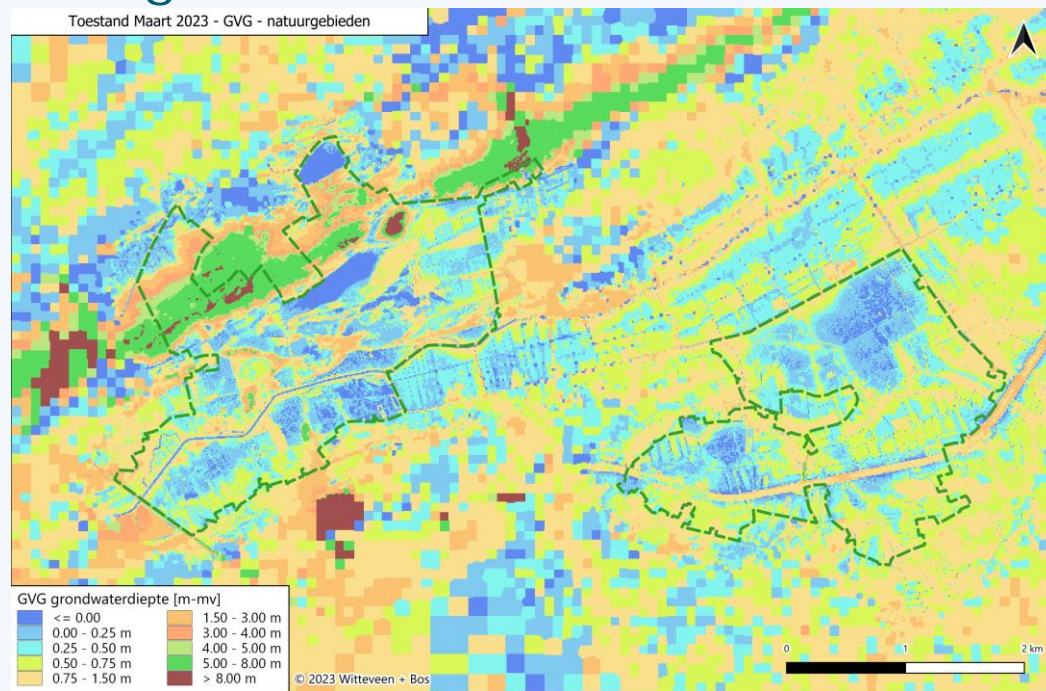 Toestand Maart 2023 - GVG - natuurgebieden
GVG grondwaterdiepte [m-mv]
<= 0.00
0.00 - 0.25 m
0.25 - 0.50 m
0.50 - 0.75 m
0.75 - 1.50 m
1.50 - 3.00 m
3.00 - 4.00 m
4.00 - 5.00 m
5.00 - 8.00 m
> 8.00 m
© 2023 Witteveen + Bos
0 1 2 km